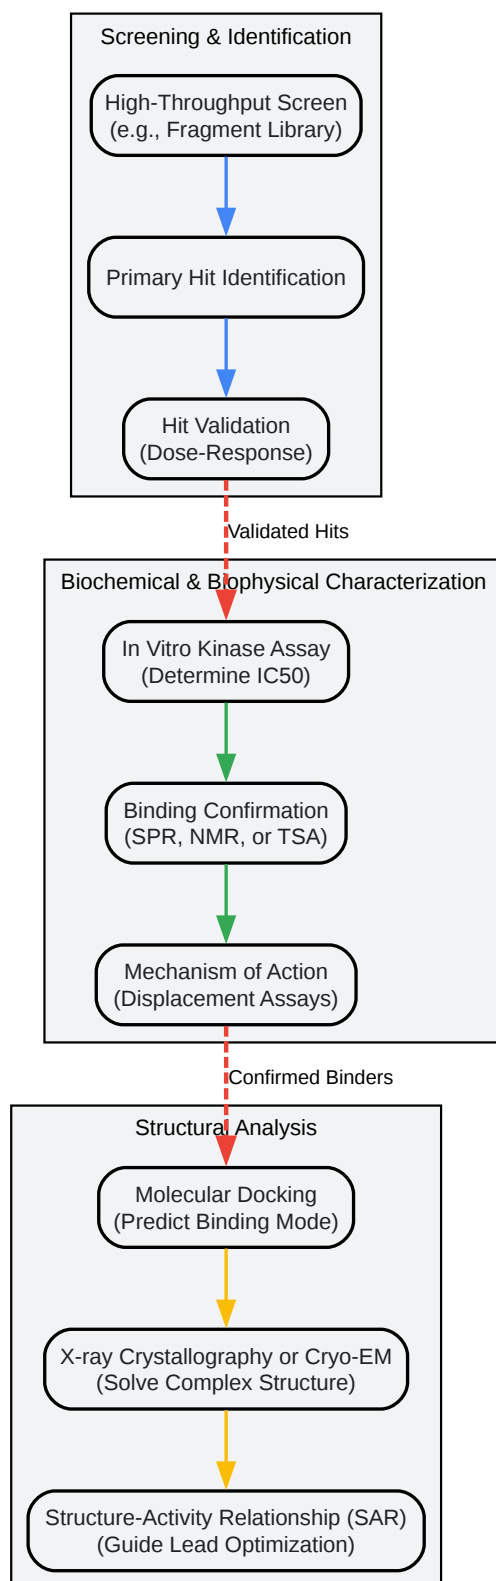 Screening & Identification
High-Throughput Screen
(e.g., Fragment Library)
Primary Hit Identification
Hit Validation
(Dose-Response)
Validated Hits
Biochemical & Biophysical Characterization
In Vitro Kinase Assay
(Determine IC50)
Binding Confirmation
(SPR, NMR, or TSA)
Mechanism of Action
(Displacement Assays)
Confirmed Binders
Structural Analysis
Molecular Docking
(Predict Binding Mode)
X-ray Crystallography or Cryo-EM
(Solve Complex Structure)
Structure-Activity Relationship (SAR)
(Guide Lead Optimization)